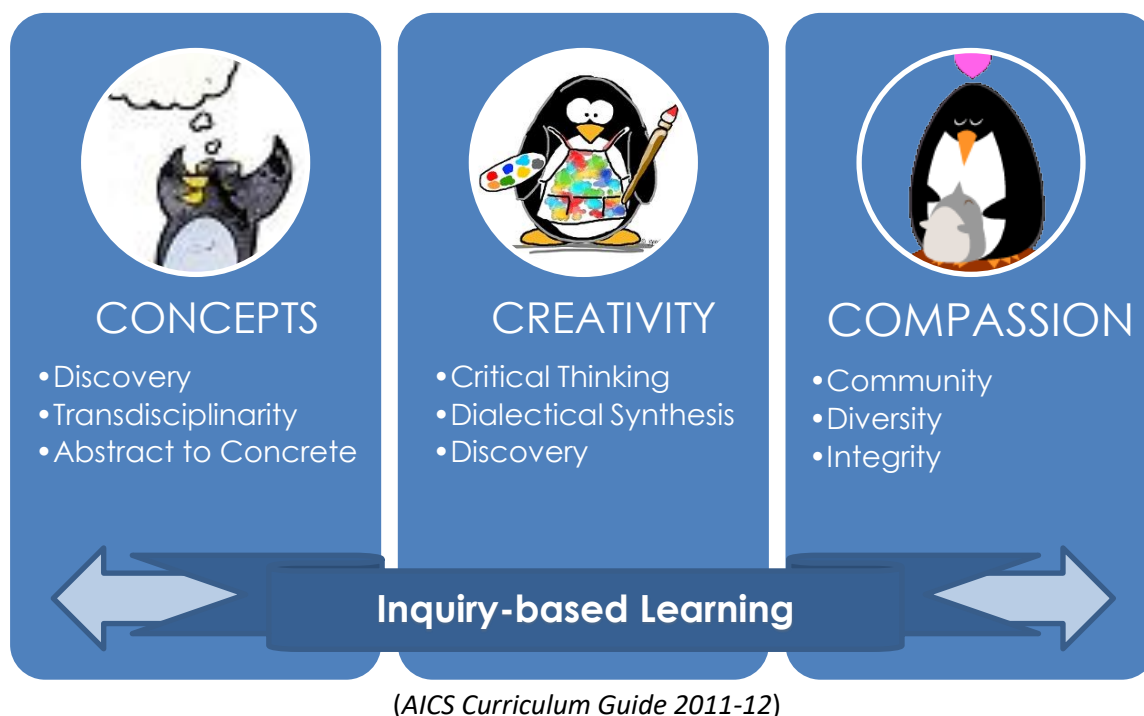 CONCEPTS
•Discovery
•Transdisciplinarity
•Abstract to Concrete
CREATIVITY
•Critical Thinking
•Dialectical Synthesis
•Discovery
COMPASSION
•Community
•Diversity
•Integrity
Inquiry-based Learning
(AICS Curriculum Guide 2011-12)